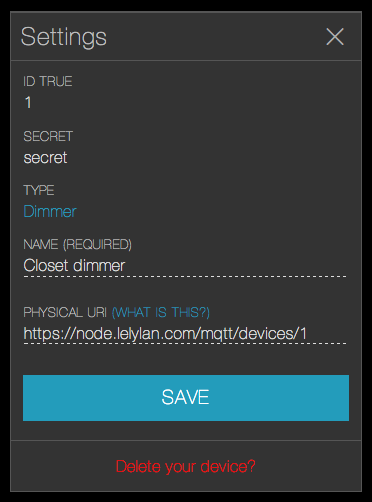 Settings
ID TRUE
1
SECRET
secret
TYPE
Dimmer
NAME (REQUIRED)
Closet dimmer
PHYSICAL URI (WHAT IS THIS?)
https://node.lelylan.com/mqtt/devices/1
SAVE
Delete your device?